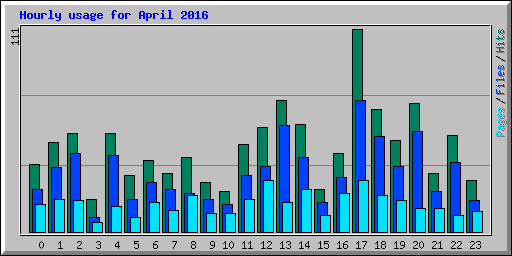 Hourly usage for April 2016
111
Pages / Files / Hits
0 1 2 3 4 5 6 7 8 9 10 11 12 13 14 15 16 17 18 19 20 21 22 23